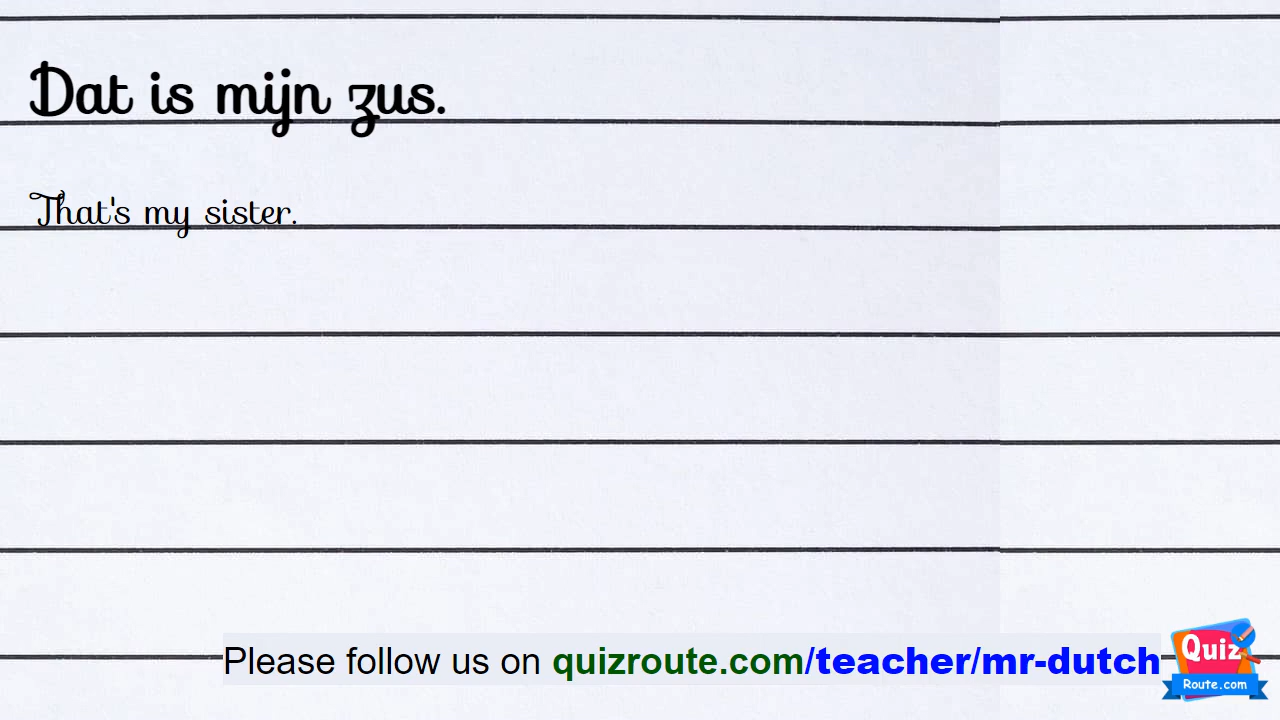 Dat is mijn zus.
That's my sister.
Please follow us on quizroute.com/teacher/mr-dutch
Quiz
Route.com